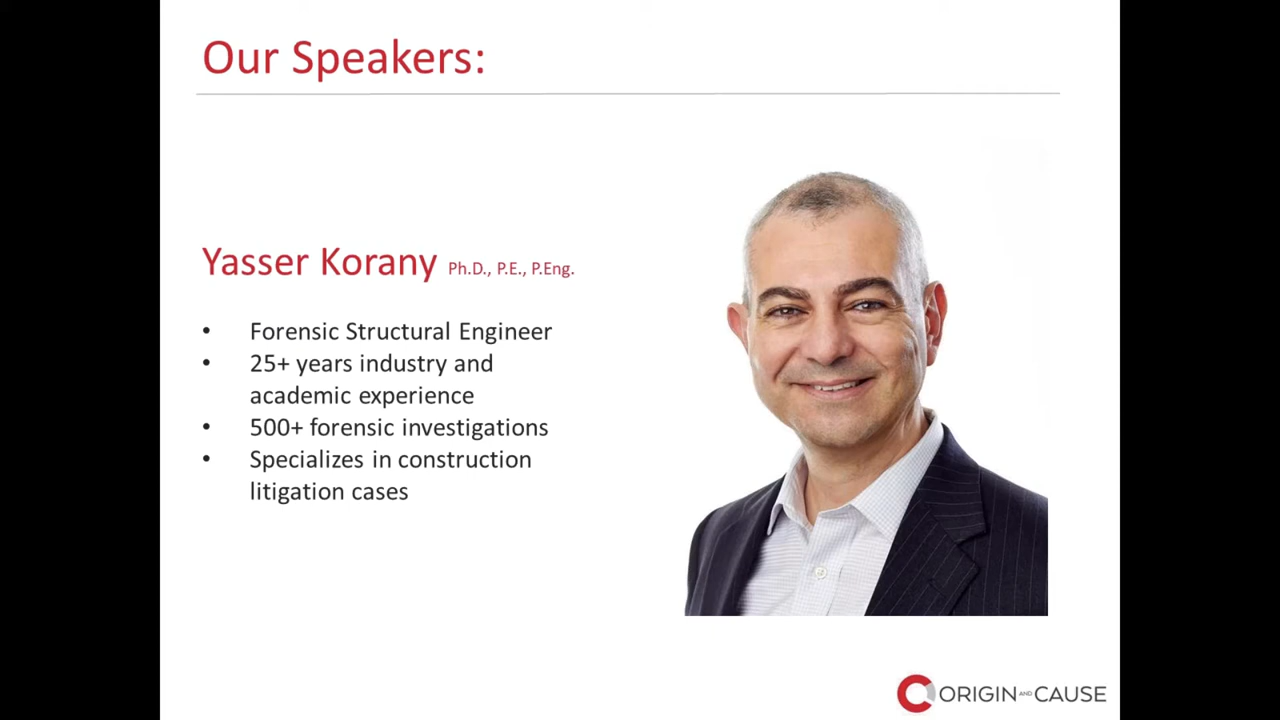 Our Speakers:
Yasser Korany Ph.D., P.E., P.Eng.
• Forensic Structural Engineer
• 25+ years industry and
academic experience
• 500+ forensic investigations
• Specializes in construction
litigation cases
ORIGIN AND CAUSE